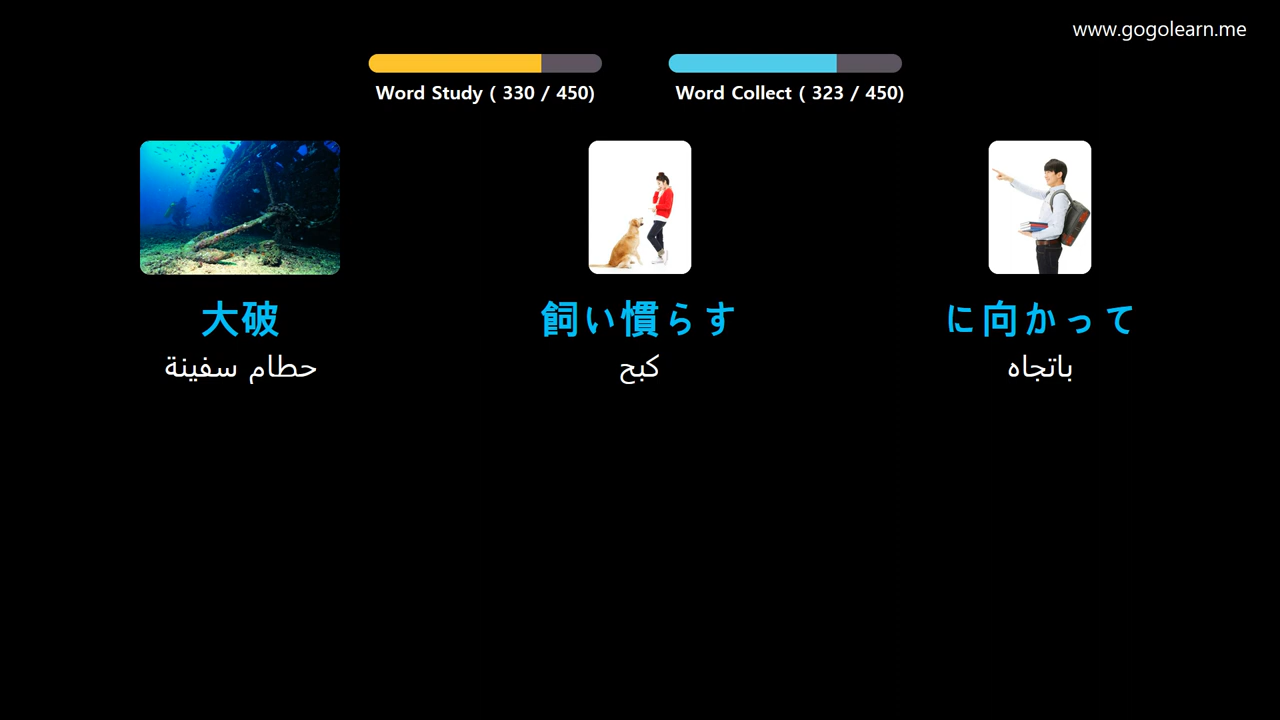 www.gogolearn.me
Word Study ( 330 / 450)
Word Collect ( 323 / 450)
大破
حطام سفينة
飼い慣らす
كبح
に向かって
باتجاه